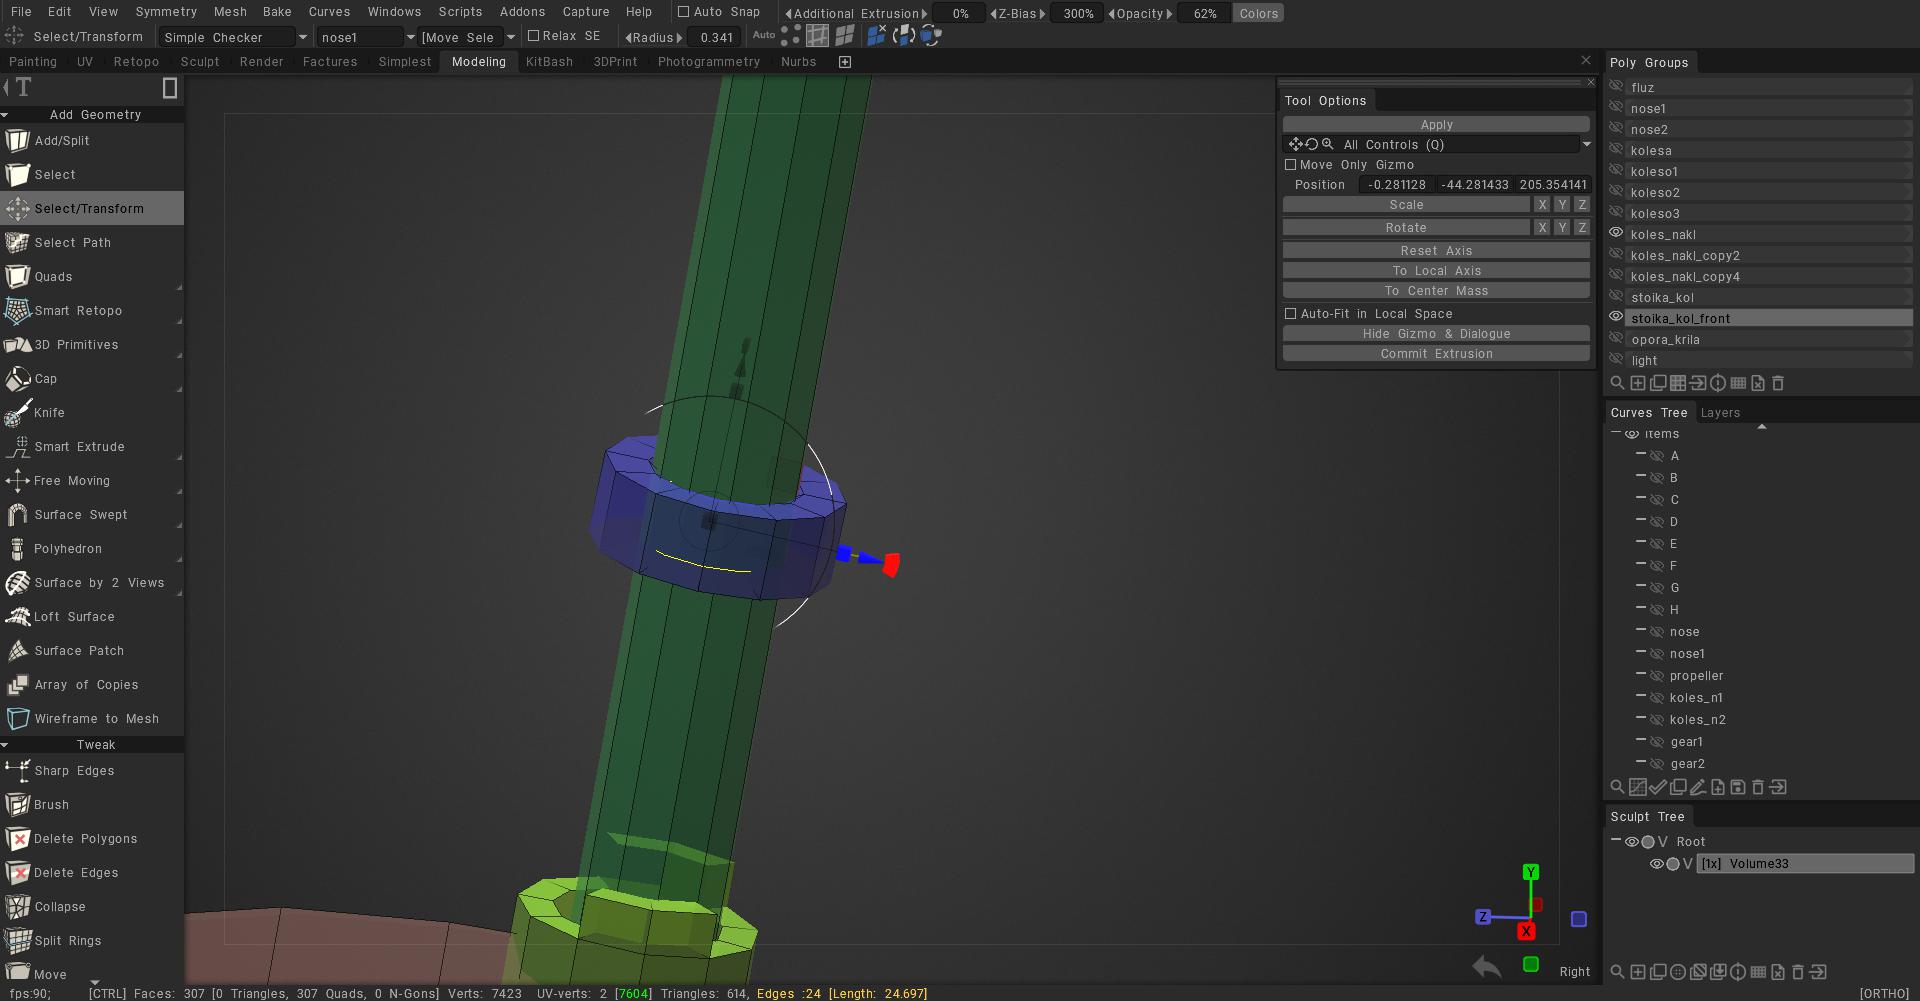 File Edit View Symmetry Mesh Bake Curves Windows Scripts Addons Capture Help Auto Snap Additional Extrusion 0% Z-Bias 300% Opacity 62% Colors
Select/Transform Simple Checker nose1 [Move Sele Relax SE Radius 0.341 Auto
Painting UV Retopo Sculpt Render Factures Simplest Modeling KitBash 3DPrint Photogrammetry Nurbs
T
Add Geometry
Add/Split
Select
Select/Transform
Select Path
Quads
Smart Retopo
3D Primitives
Cap
Knife
Smart Extrude
Free Moving
Surface Swept
Polyhedron
Surface by 2 Views
Loft Surface
Surface Patch
Array of Copies
Wireframe to Mesh
Tweak
Sharp Edges
Brush
Delete Polygons
Delete Edges
Collapse
Split Rings
Move
Tool Options
Apply
All Controls (Q)
Move Only Gizmo
Position -0.281128 -44.281433 205.354141
Scale X Y Z
Rotate X Y Z
Reset Axis
To Local Axis
To Center Mass
Auto-Fit in Local Space
Hide Gizmo & Dialogue
Commit Extrusion
Y
Z
X
Right
Poly Groups
fluz
nose1
nose2
kolesa
koleso1
koleso2
koleso3
koles_nakl
koles_nakl_copy2
koles_nakl_copy4
stoika_kol
stoika_kol_front
opora_krila
light
Curves Tree Layers
items
A
B
C
D
E
F
G
H
nose
nose1
propeller
koles_n1
koles_n2
gear1
gear2
Sculpt Tree
V Root
V [1x] Volume33
fps:90; [CTRL] Faces: 307 [0 Triangles, 307 Quads, 0 N-Gons] Verts: 7423 UV-verts: 2 [7604] Triangles: 614, Edges :24 [Length: 24.697] [ORTHO]